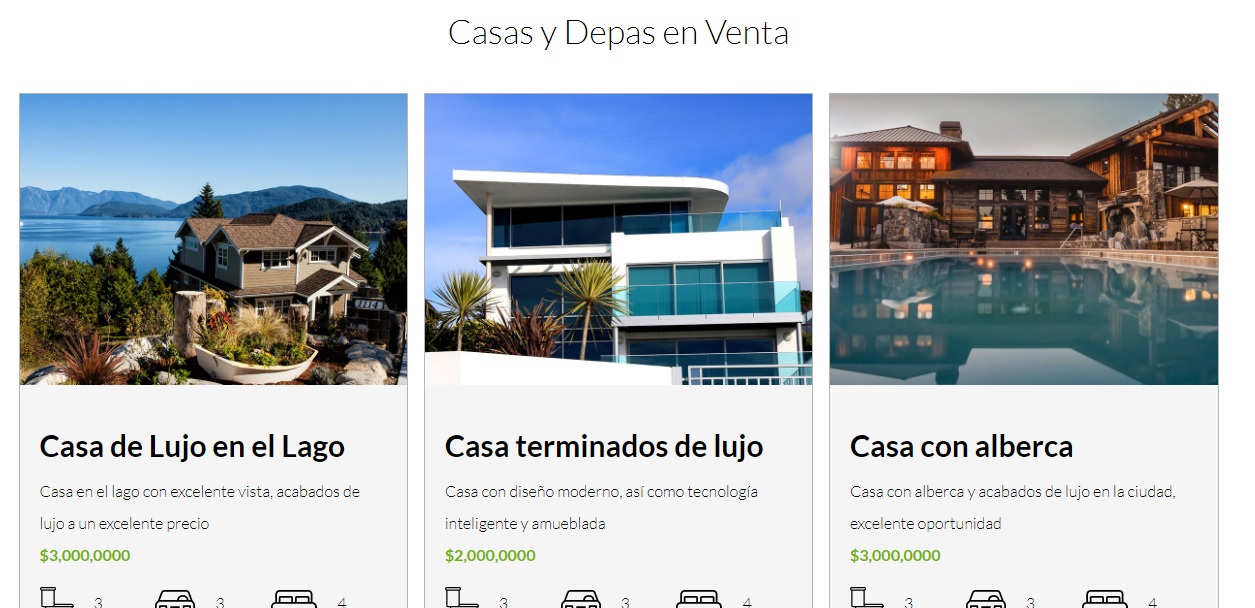 Casas y Depas en Venta
Casa de Lujo en el Lago
Casa en el lago con excelente vista, acabados de
lujo a un excelente precio
$3,000,0000
3 3 4
Casa terminados de lujo
Casa con diseño moderno, así como tecnología
inteligente y amueblada
$2,000,0000
3 3 4
Casa con alberca
Casa con alberca y acabados de lujo en la ciudad,
excelente oportunidad
$3,000,0000
3 3 4